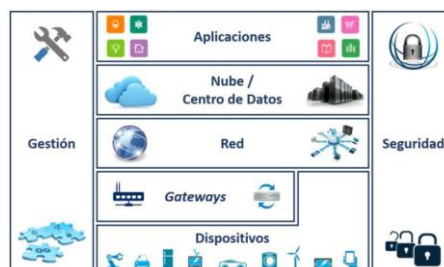 Aplicaciones
Nube /
Centro de Datos
Gestión
Red
Seguridad
Gateways
Dispositivos